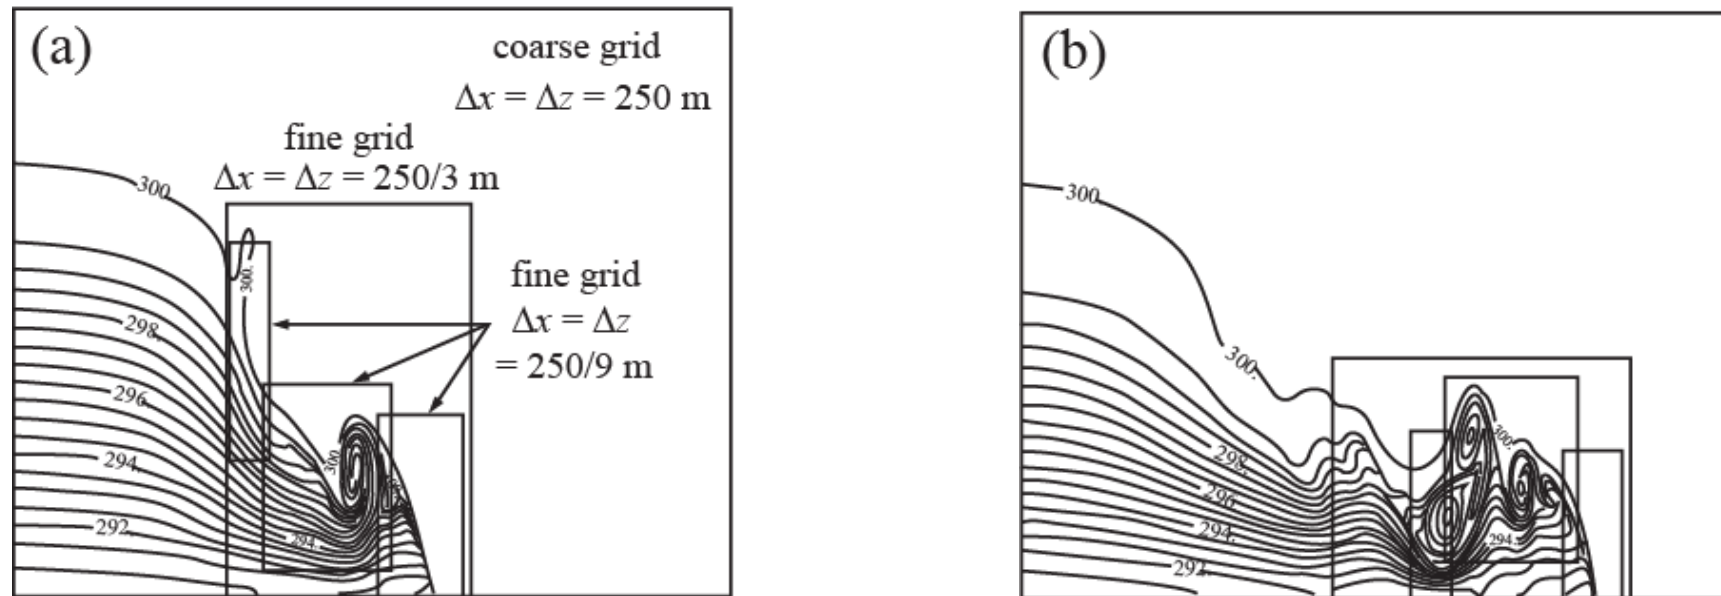 (a)
coarse grid
Δx = Δz = 250 m
fine grid
Δx = Δz = 250/3 m
300.
300.
fine grid
Δx = Δz
= 250/9 m
298.
296.
294.
292.
300.
294.
(b)
300.
300.
298.
296.
294.
292.
300.
294.